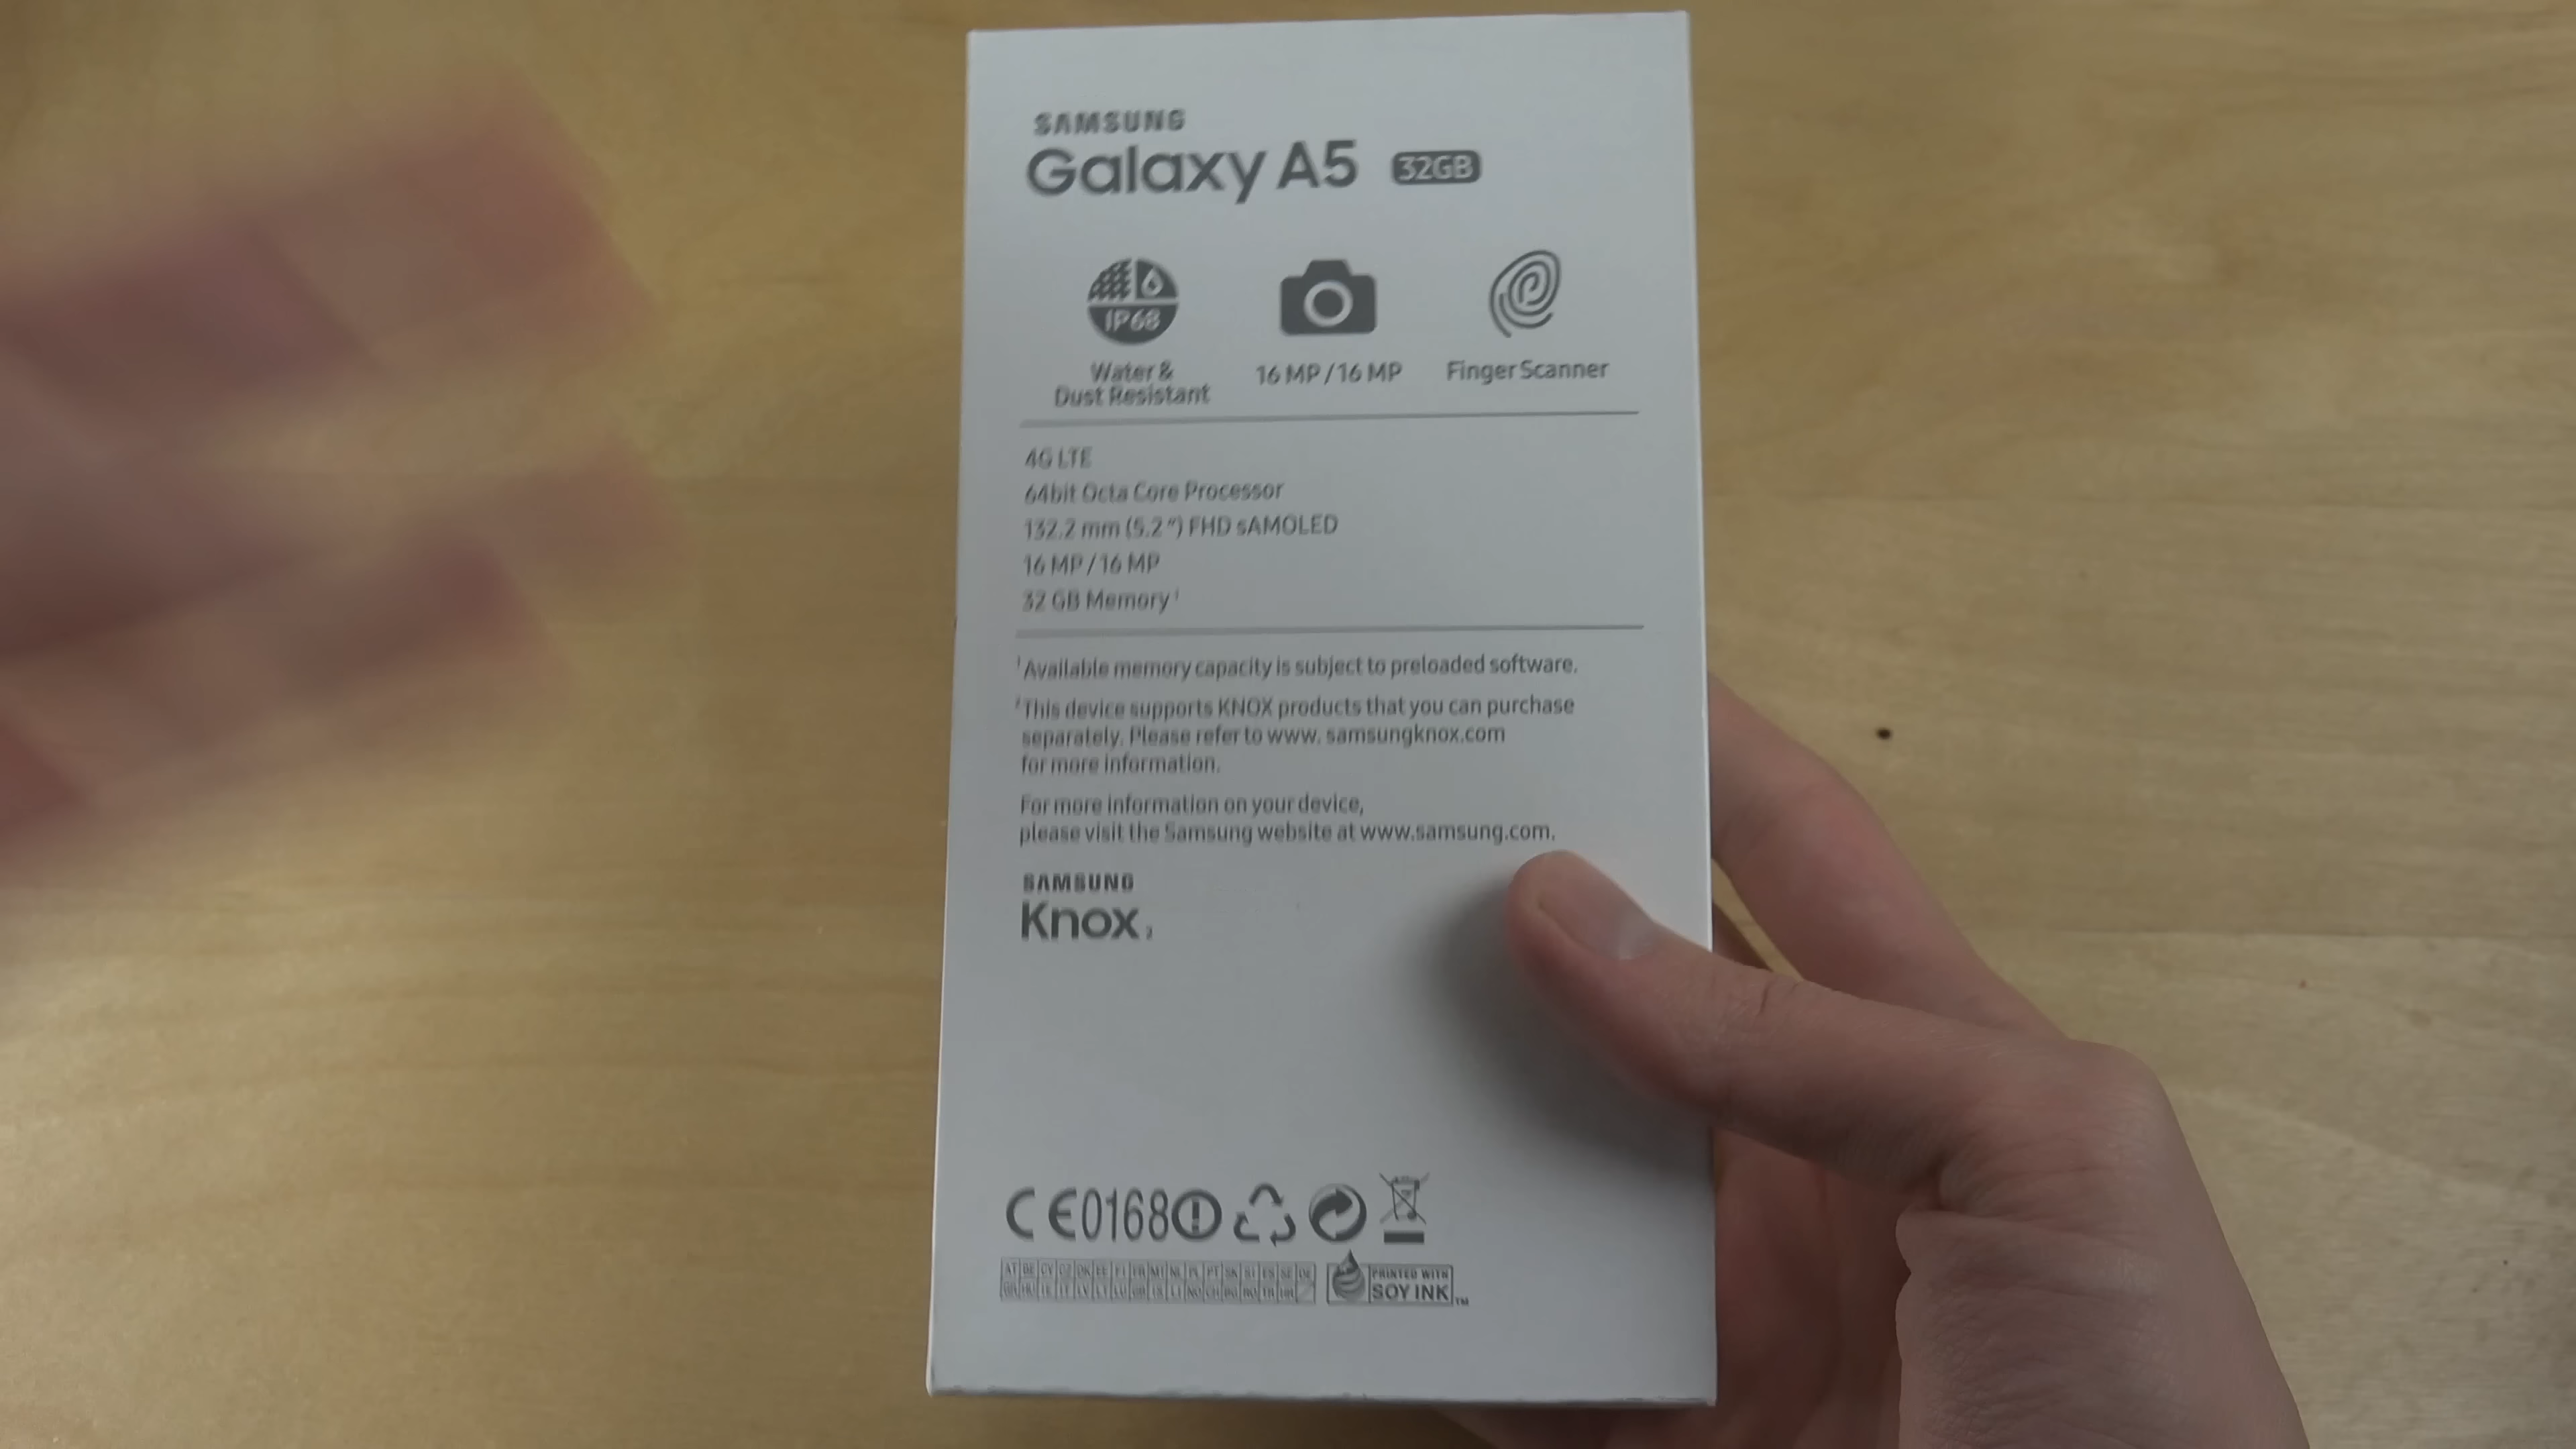 SAMSUNG
Galaxy A5 32GB
IP68
Water &
Dust Resistant
16 MP / 16 MP
Finger Scanner
4G LTE
64bit Octa Core Processor
132.2 mm (5.2") FHD sAMOLED
16 MP / 16 MP
32 GB Memory¹
¹Available memory capacity is subject to preloaded software.
²This device supports KNOX products that you can purchase
separately. Please refer to www. samsungknox.com
for more information.
For more information on your device,
please visit the Samsung website at www.samsung.com.
SAMSUNG
Knox₂
CE0168
PRINTED WITH
SOY INK™